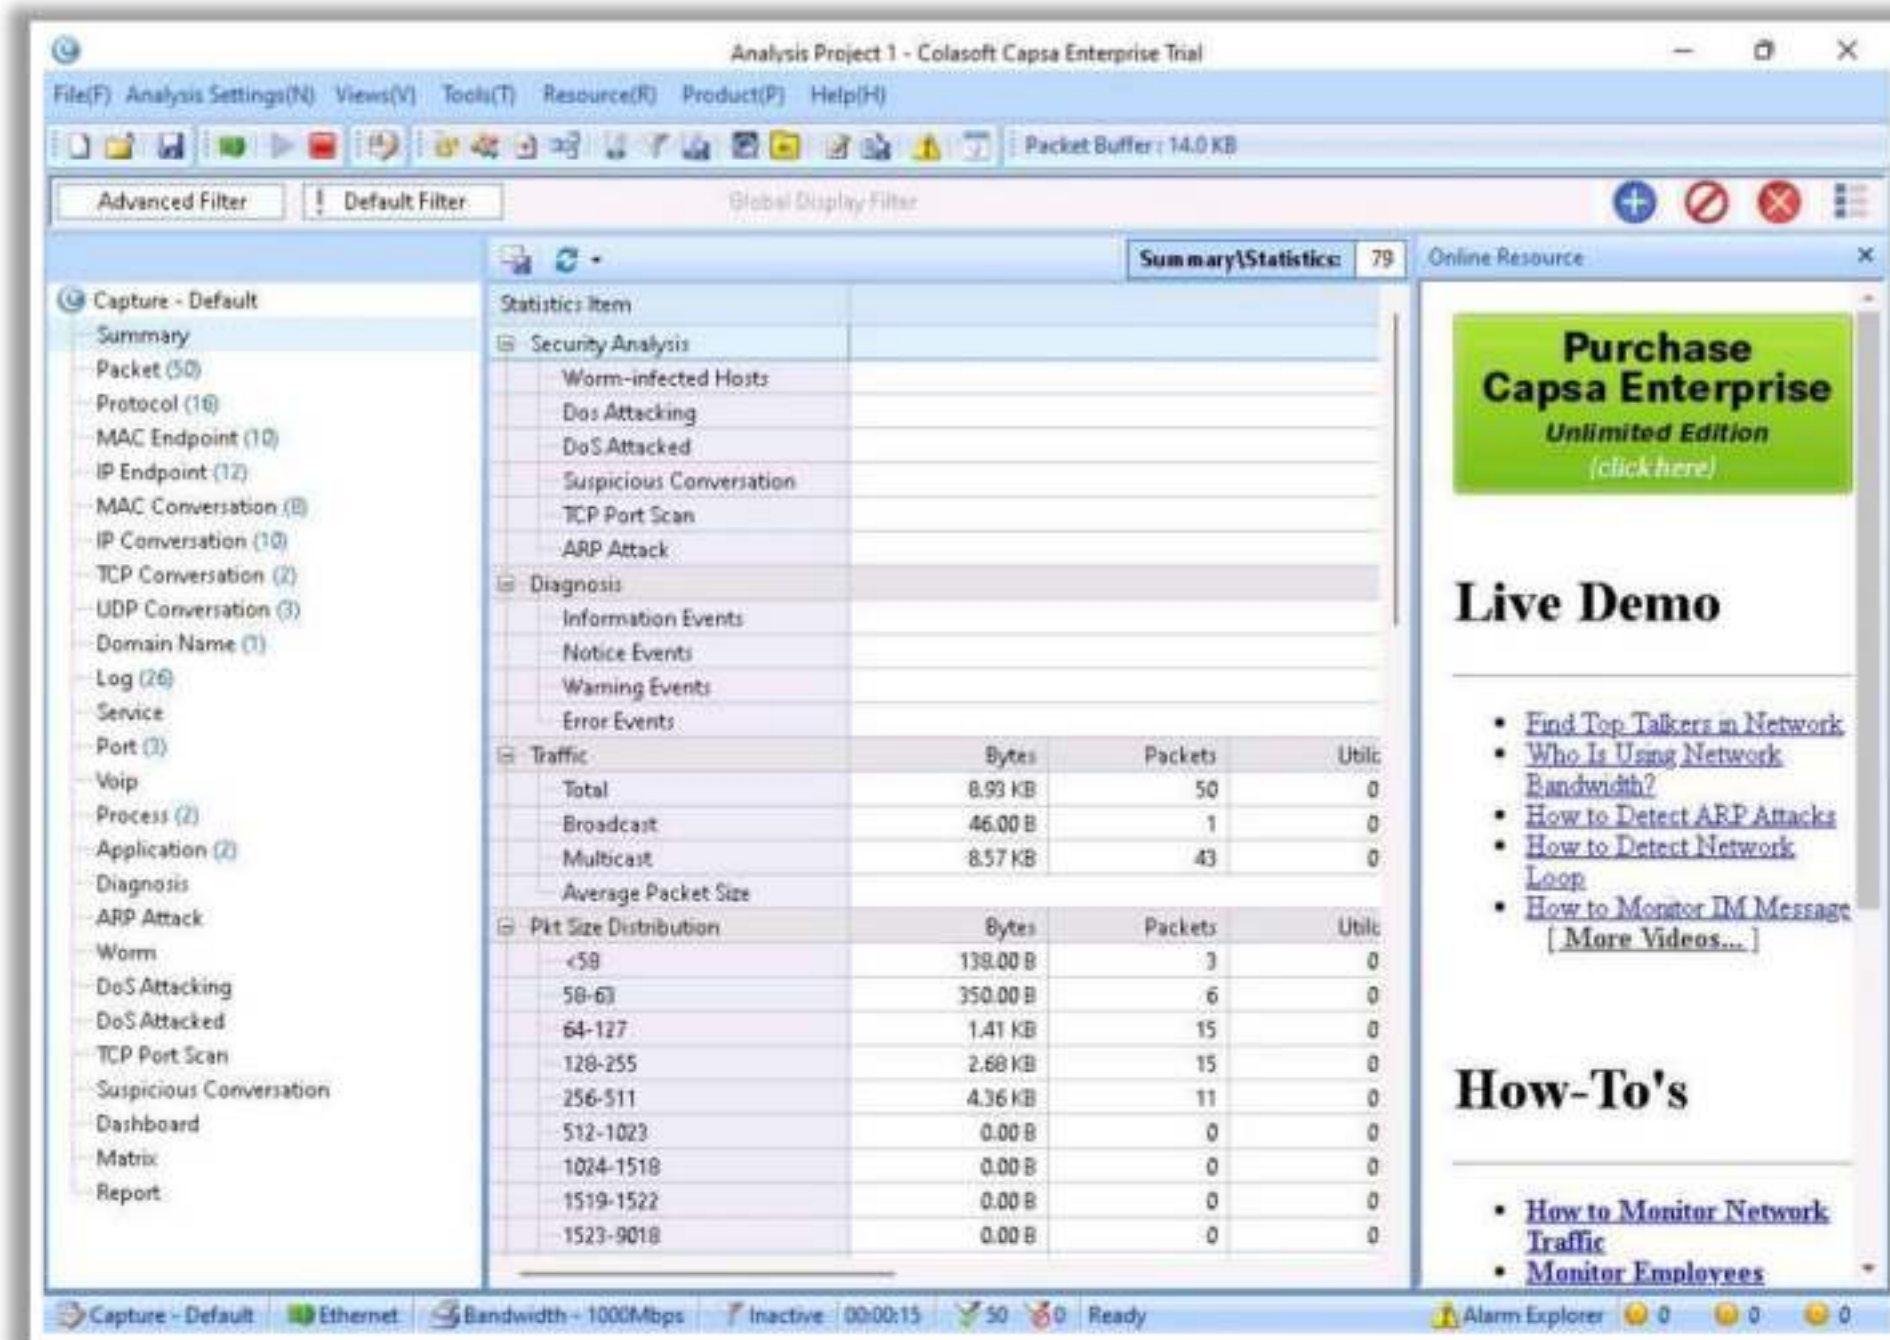 Analysis Project 1 - Colasoft Capsa Enterprise Trial
File(F) Analysis Settings(N) Views(V) Tools(T) Resource(R) Product(P) Help(H)
Packet Buffer : 14.0 KB
Advanced Filter ! Default Filter Global Display Filter
Summary\Statistics: 79
Online Resource
Capture - Default
Summary
Packet (50)
Protocol (16)
MAC Endpoint (10)
IP Endpoint (12)
MAC Conversation (8)
IP Conversation (10)
TCP Conversation (2)
UDP Conversation (3)
Domain Name (1)
Log (26)
Service
Port (3)
Voip
Process (2)
Application (2)
Diagnosis
ARP Attack
Worm
DoS Attacking
DoS Attacked
TCP Port Scan
Suspicious Conversation
Dashboard
Matrix
Report
Statistics Item
Security Analysis
Worm-infected Hosts
Dos Attacking
DoS Attacked
Suspicious Conversation
TCP Port Scan
ARP Attack
Diagnosis
Information Events
Notice Events
Warning Events
Error Events
Traffic Bytes Packets Utiliz
Total 8.93 KB 50 0
Broadcast 46.00 B 1 0
Multicast 8.57 KB 43 0
Average Packet Size
Pkt Size Distribution Bytes Packets Utiliz
<58 138.00 B 3 0
58-63 350.00 B 6 0
64-127 1.41 KB 15 0
128-255 2.68 KB 15 0
256-511 4.36 KB 11 0
512-1023 0.00 B 0 0
1024-1518 0.00 B 0 0
1519-1522 0.00 B 0 0
1523-9018 0.00 B 0 0
Purchase
Capsa Enterprise
Unlimited Edition
(click here)
Live Demo
Find Top Talkers in Network
Who Is Using Network
Bandwidth?
How to Detect ARP Attacks
How to Detect Network
Loop
How to Monitor IM Message
[ More Videos... ]
How-To's
How to Monitor Network
Traffic
Monitor Employees
Capture - Default Ethernet Bandwidth - 1000Mbps Inactive 00:00:15 50 0 Ready Alarm Explorer 0 0 0